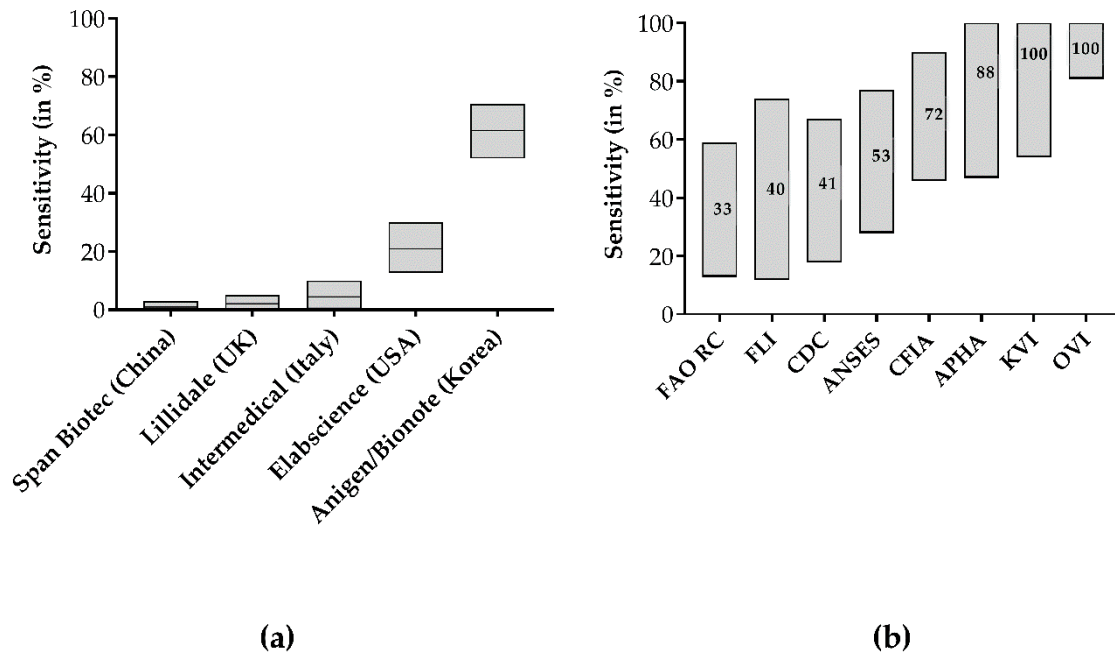 Sensitivity (in %)
100
80
60
40
20
0
Span Biotec (China)
Lillidale (UK)
Intermedical (Italy)
Elabscience (USA)
Anigen/Bionote (Korea)
(a)
Sensitivity (in %)
100
80
60
40
20
0
33
40
41
53
72
88
100
100
FAO RC
FLI
CDC
ANSES
CFIA
APHA
KVI
OVI
(b)